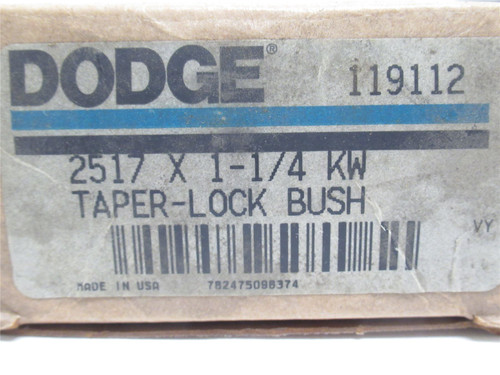 DODGE® 119112
2517 X 1-1/4 KW
TAPER-LOCK BUSH
VY
MADE IN USA 782475098374